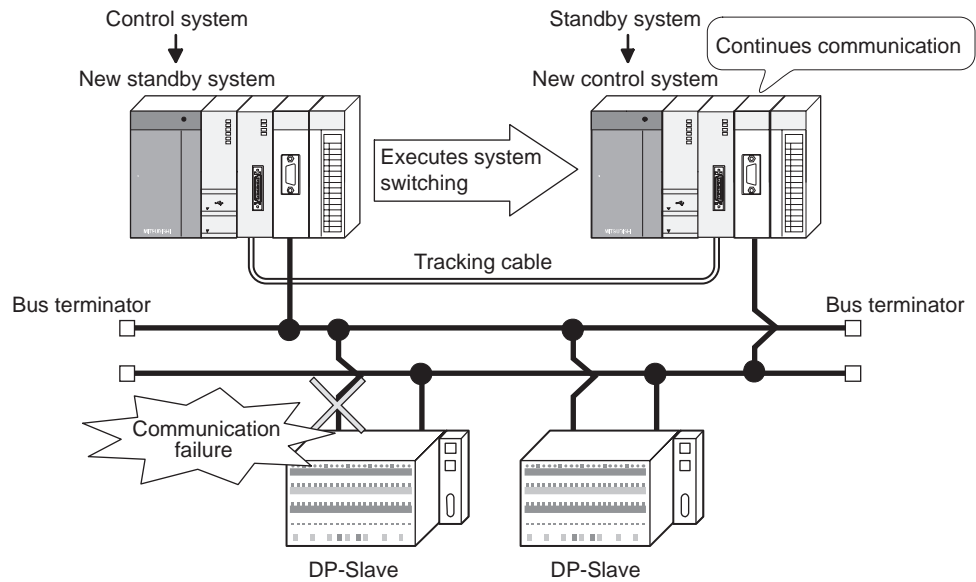 Control system
New standby system
Standby system
New control system
Continues communication
Executes system
switching
Tracking cable
Bus terminator
Bus terminator
Communication
failure
DP-Slave
DP-Slave